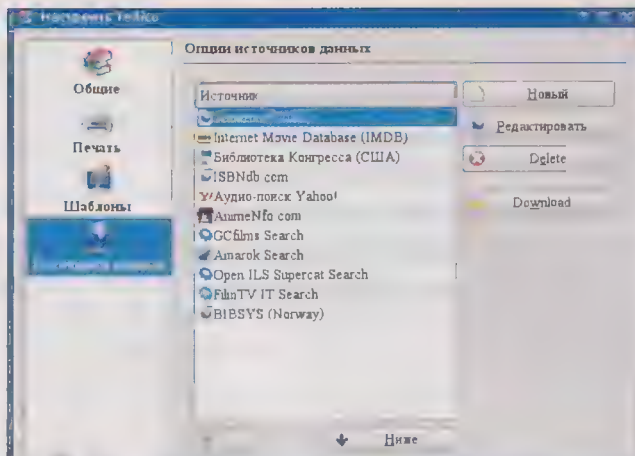 Настроить Tellico
Опции источников данных
Общие
Печать
Шаблоны
Источник
Internet Movie Database (IMDB)
Библиотека Конгресса (США)
ISBNdb.com
Аудио-поиск Yahoo!
AnimeNfo.com
GCfilms Search
Amarok Search
Open ILS Supercat Search
FilmTV IT Search
BIBSYS (Norway)
Новый
Редактировать
Delete
Download
Ниже